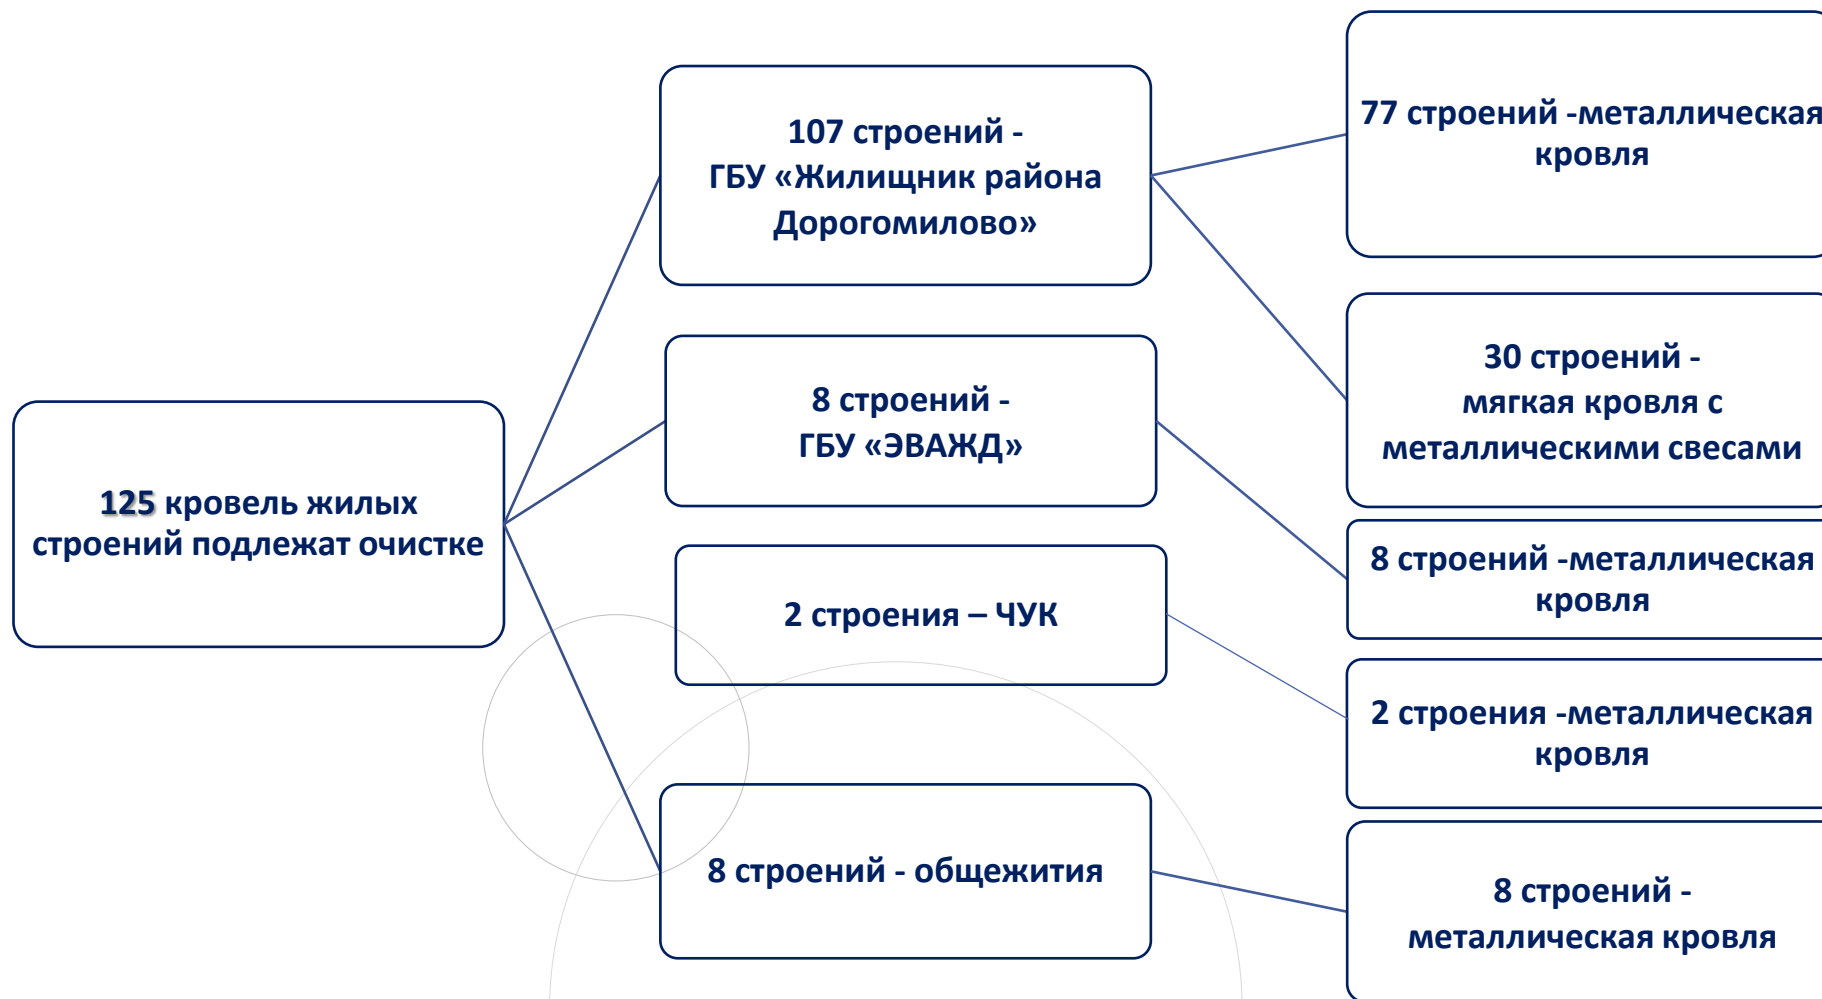 125 кровель жилых
строений подлежат очистке
107 строений -
ГБУ «Жилищник района
Дорогомилово»
8 строений -
ГБУ «ЭВАЖД»
2 строения – ЧУК
8 строений - общежития
77 строений -металлическая
кровля
30 строений -
мягкая кровля с
металлическими свесами
8 строений -металлическая
кровля
2 строения -металлическая
кровля
8 строений -
металлическая кровля